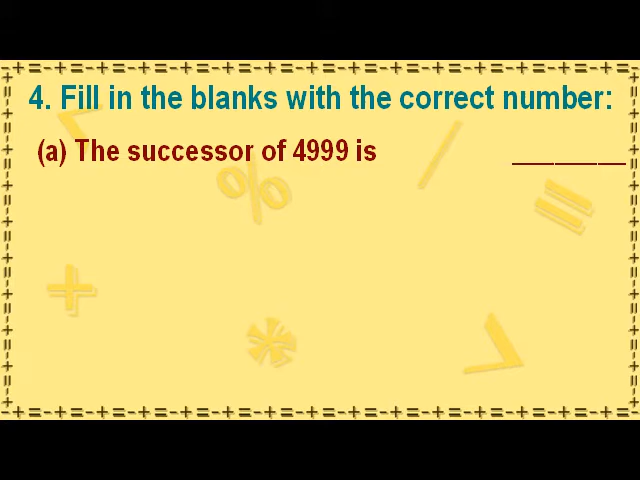 4. Fill in the blanks with the correct number:
(a) The successor of 4999 is ________